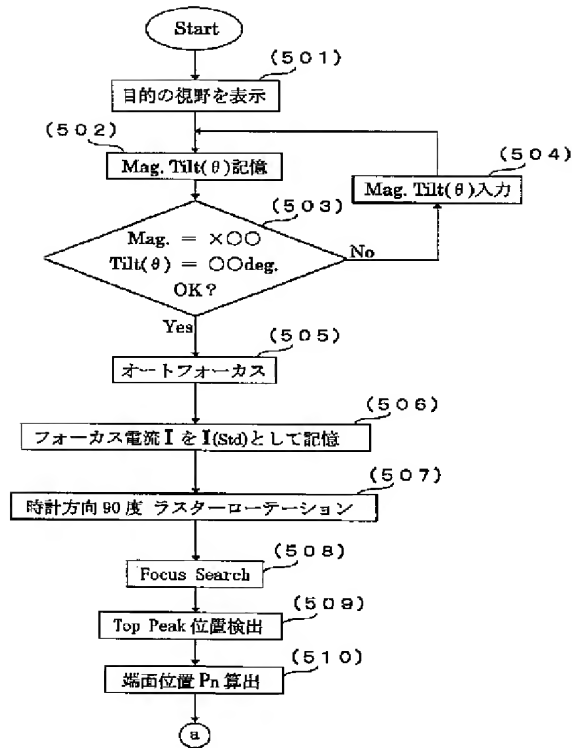 Start
(501)
目的の視野を表示
(502)
Mag. Tilt(θ)記憶
(503)
Mag. = ×〇〇
Tilt(θ) = 〇〇deg.
OK?
No
(504)
Mag. Tilt(θ)入力
Yes
(505)
オートフォーカス
(506)
フォーカス電流 I を I(Std)として記憶
(507)
時計方向 90 度 ラスターローテーション
(508)
Focus Search
(509)
Top Peak 位置検出
(510)
端面位置 Pn 算出
a